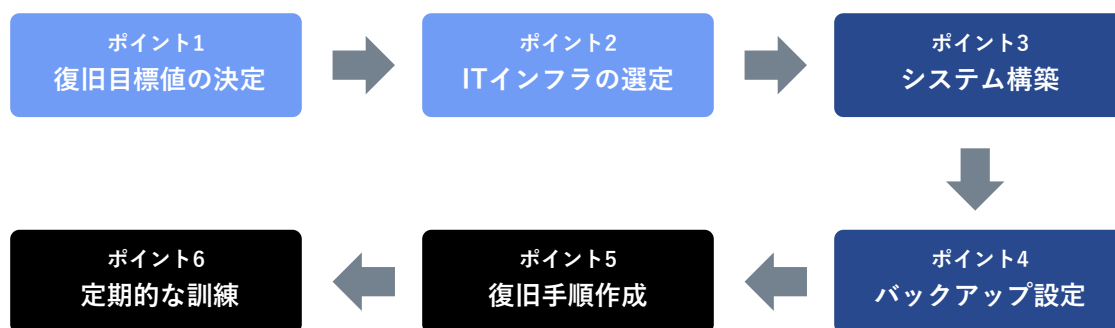 ポイント1
復旧目標値の決定
ポイント2
ITインフラの選定
ポイント3
システム構築
ポイント4
バックアップ設定
ポイント5
復旧手順作成
ポイント6
定期的な訓練